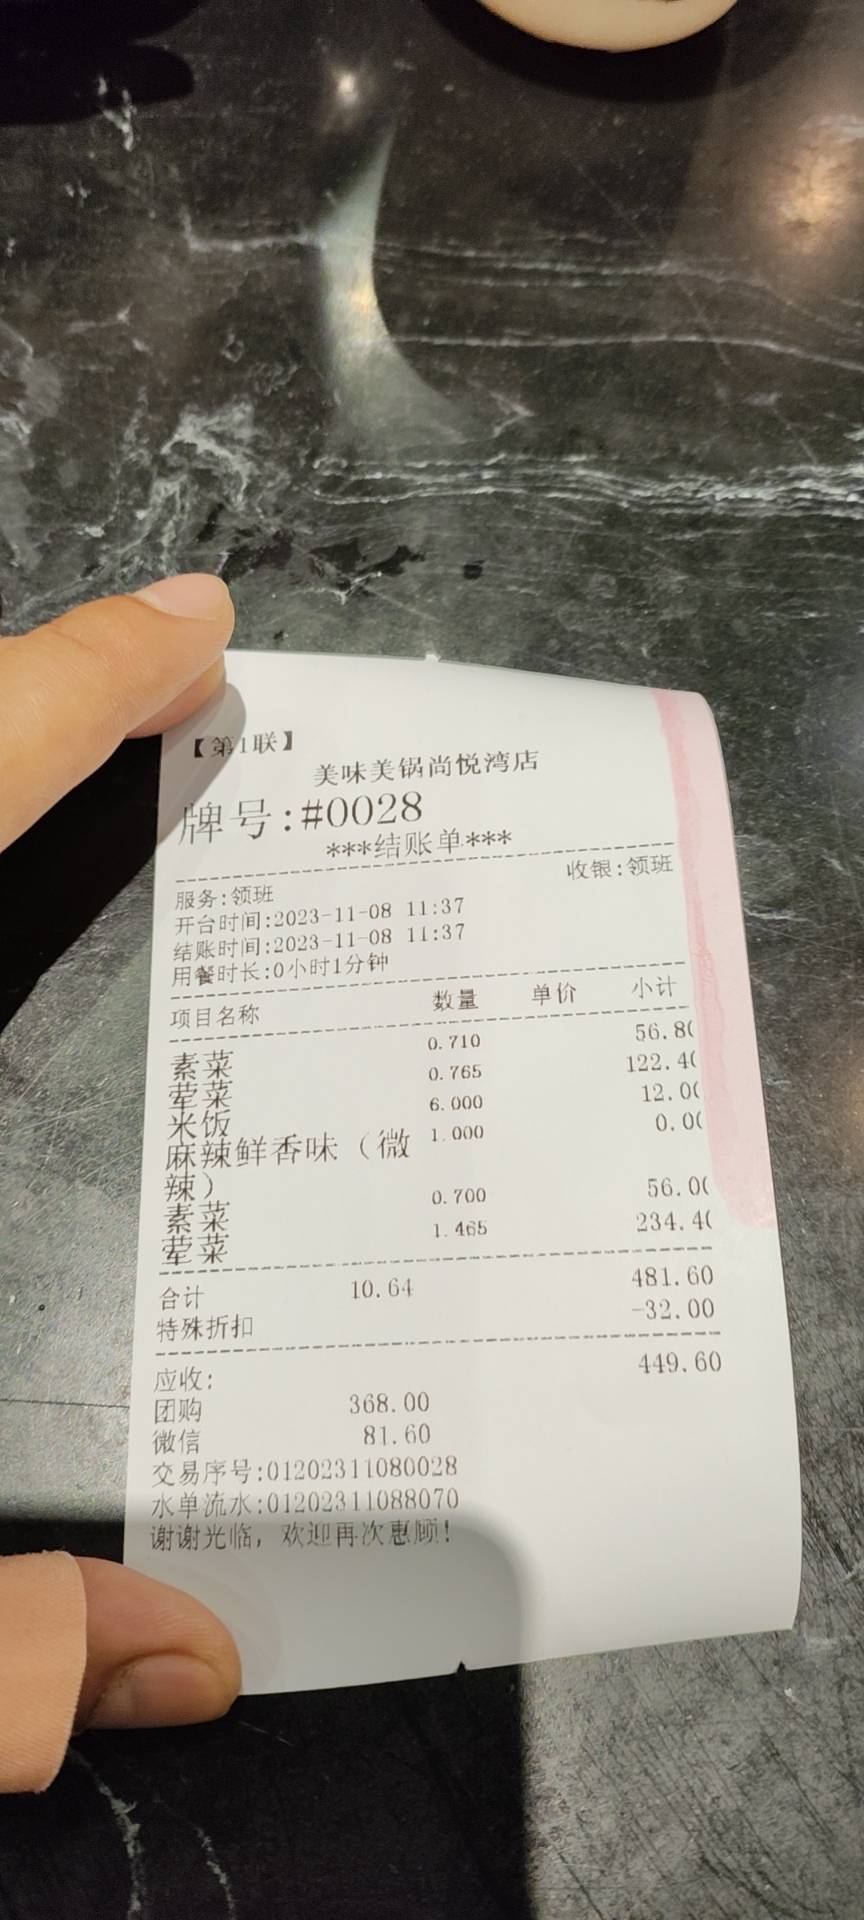 【第1联】
美味美锅尚悦湾店
牌号:#0028
***结账单***
服务:领班 收银:领班
开台时间:2023-11-08 11:37
结账时间:2023-11-08 11:37
用餐时长:0小时1分钟
项目名称 数量 单价 小计
素菜 0.710 56.80
荤菜 0.765 122.40
米饭 6.000 12.00
麻辣鲜香味（微 1.000 0.00
辣）
素菜 0.700 56.00
荤菜 1.465 234.40
合计 10.64 481.60
特殊折扣 -32.00
应收: 449.60
团购 368.00
微信 81.60
交易序号:01202311080028
水单流水:01202311088070
谢谢光临，欢迎再次惠顾!